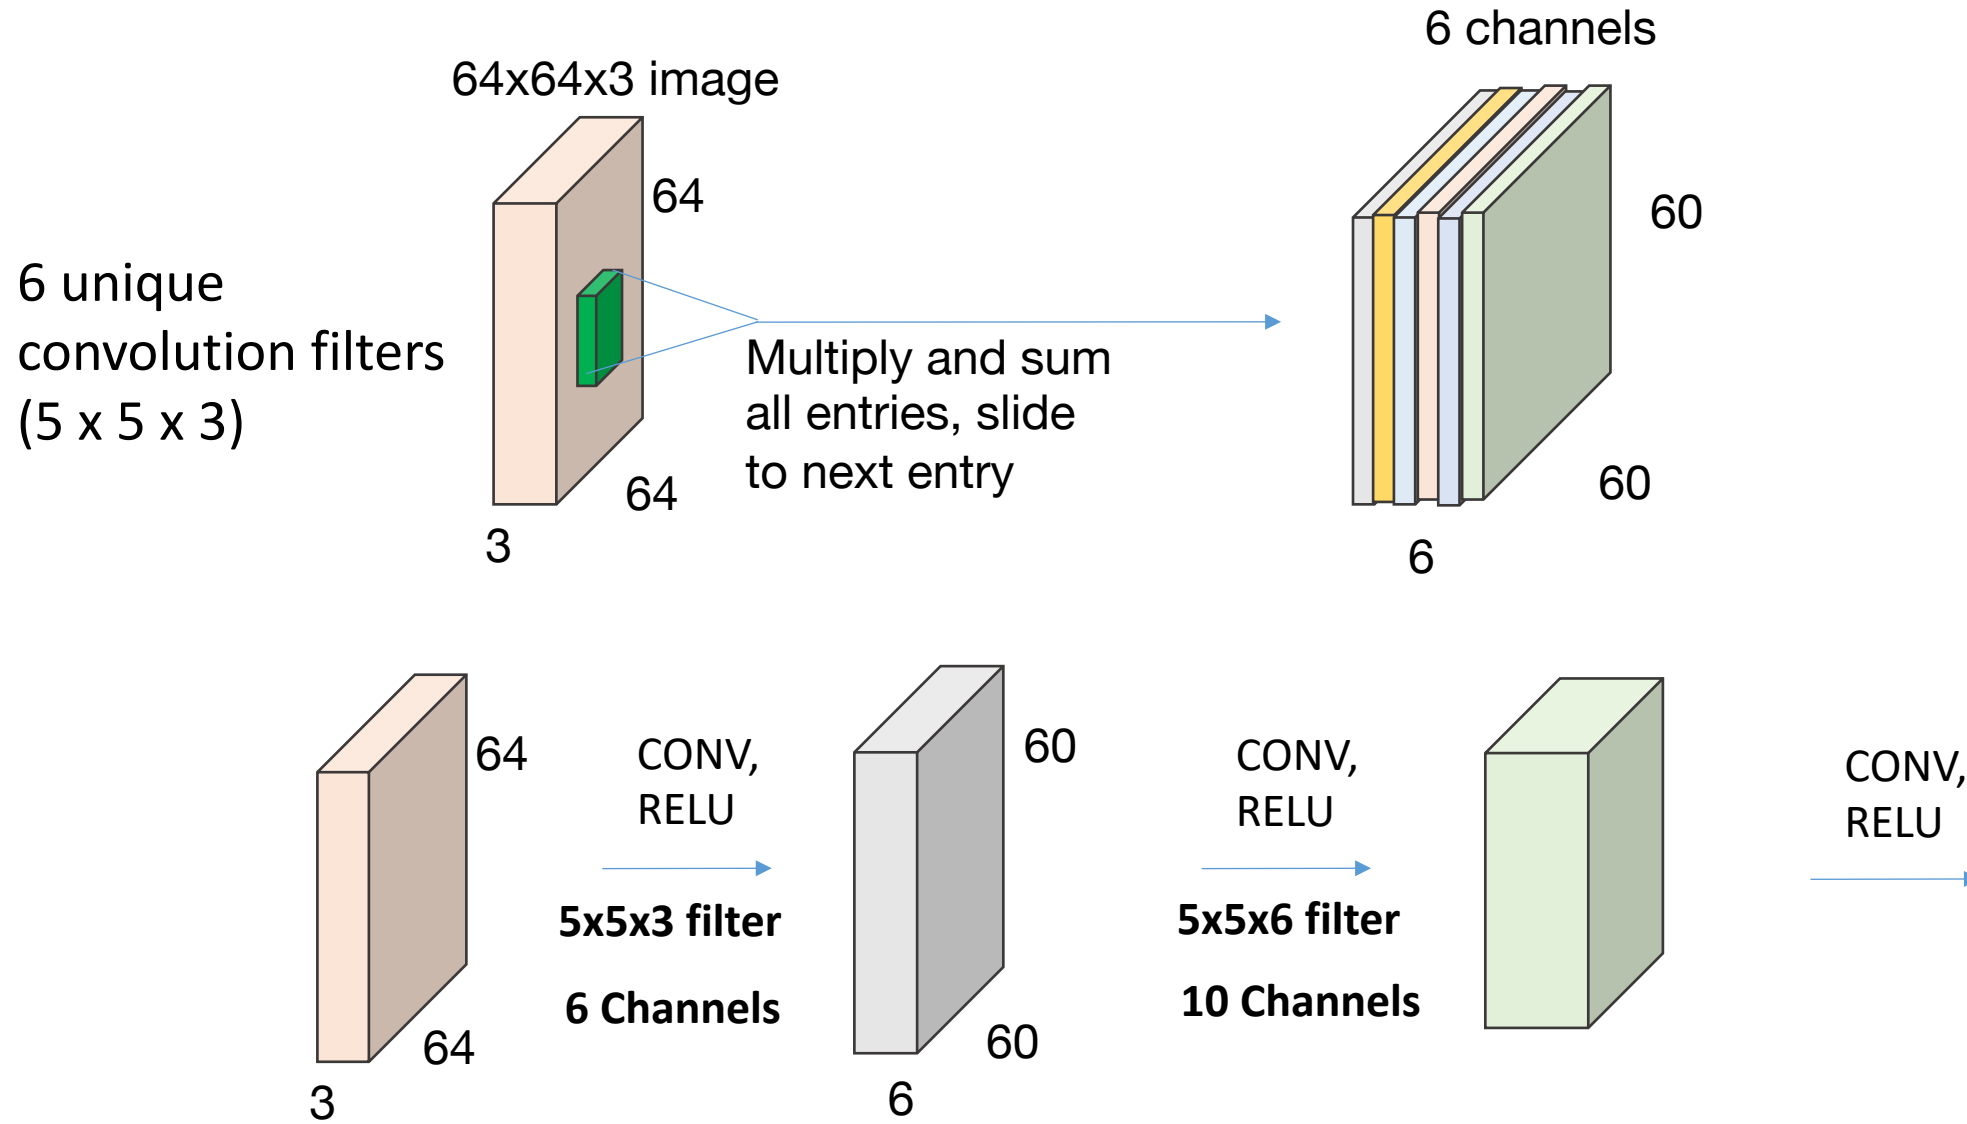 6 channels
64x64x3 image
64
60
6 unique
convolution filters
(5 x 5 x 3)
Multiply and sum
all entries, slide
to next entry
64
60
3
6
64
CONV,
RELU
60
CONV,
RELU
CONV,
RELU
5x5x3 filter
5x5x6 filter
6 Channels
10 Channels
64
60
3
6